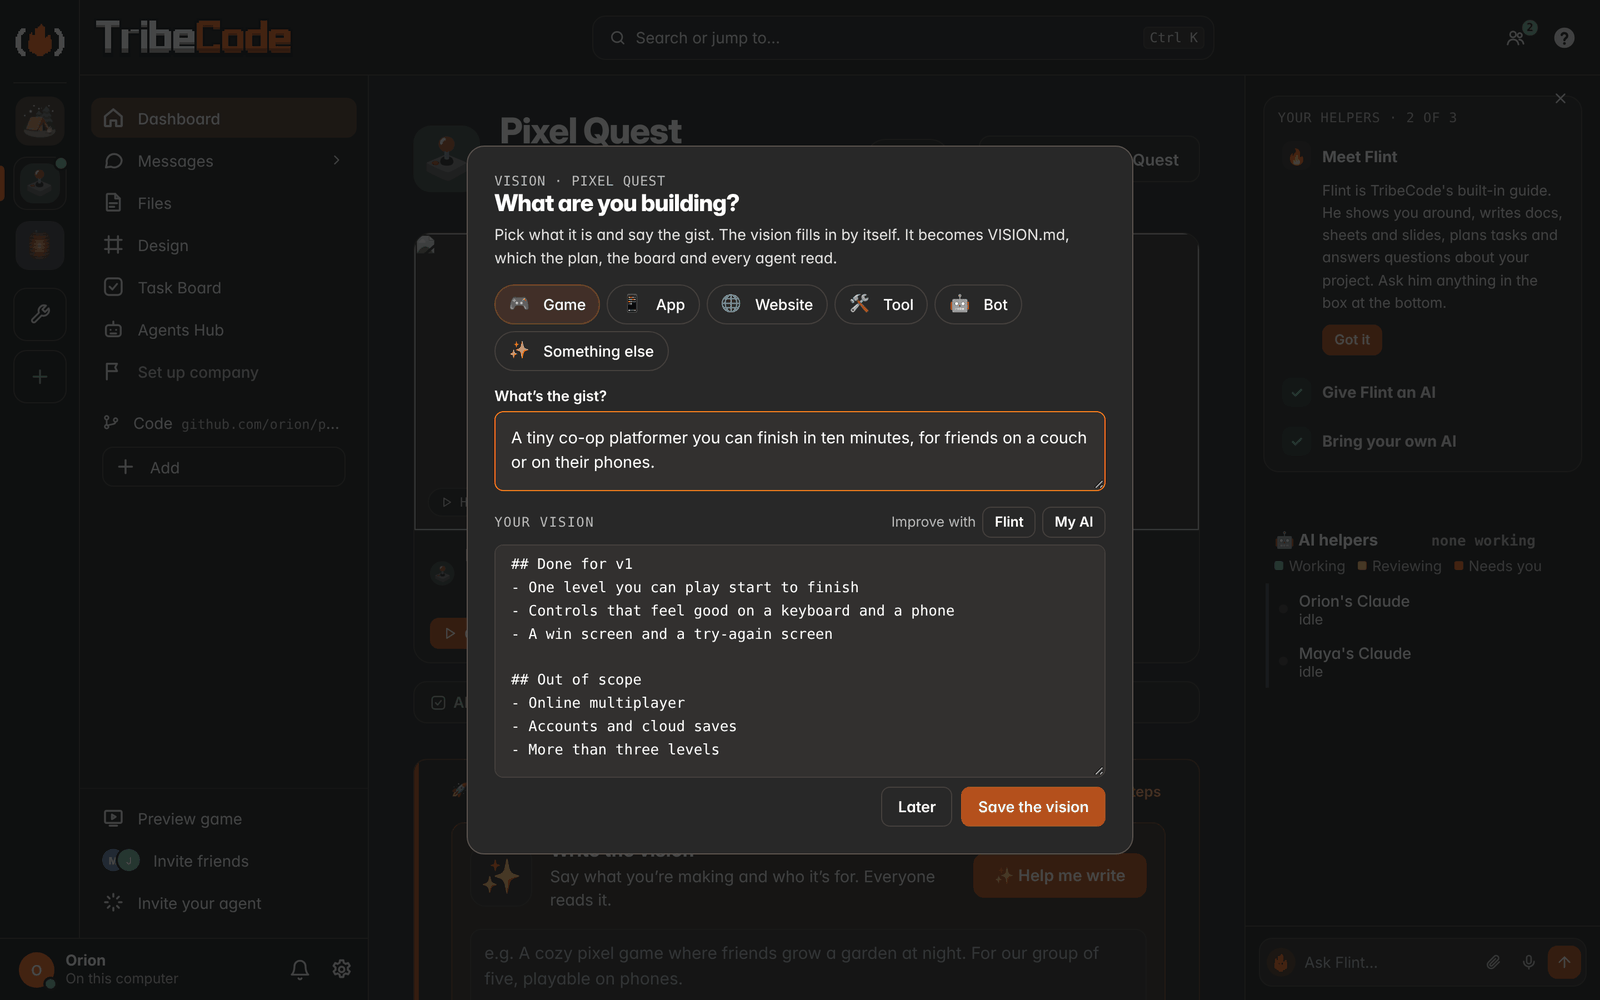 TribeCode
Search or jump to...
Ctrl K
2
?
Dashboard
Messages
Files
Design
Task Board
Agents Hub
Set up company
Code github.com/orion/p...
Add
Preview game
M J Invite friends
Invite your agent
O
Orion
On this computer
Pixel Quest
Quest
VISION · PIXEL QUEST
What are you building?
Pick what it is and say the gist. The vision fills in by itself. It becomes VISION.md,
which the plan, the board and every agent read.
Game
App
Website
Tool
Bot
Something else
What's the gist?
A tiny co-op platformer you can finish in ten minutes, for friends on a couch
or on their phones.
YOUR VISION
Improve with
Flint
My AI
## Done for v1
- One level you can play start to finish
- Controls that feel good on a keyboard and a phone
- A win screen and a try-again screen
## Out of scope
- Online multiplayer
- Accounts and cloud saves
- More than three levels
Later
Save the vision
Say what you're making and who it's for. Everyone
reads it.
Help me write
e.g. A cozy pixel game where friends grow a garden at night. For our group of
five, playable on phones.
YOUR HELPERS · 2 OF 3
Meet Flint
Flint is TribeCode's built-in guide.
He shows you around, writes docs,
sheets and slides, plans tasks and
answers questions about your
project. Ask him anything in the
box at the bottom.
Got it
Give Flint an AI
Bring your own AI
AI helpers
none working
Working
Reviewing
Needs you
Orion's Claude
idle
Maya's Claude
idle
Ask Flint...